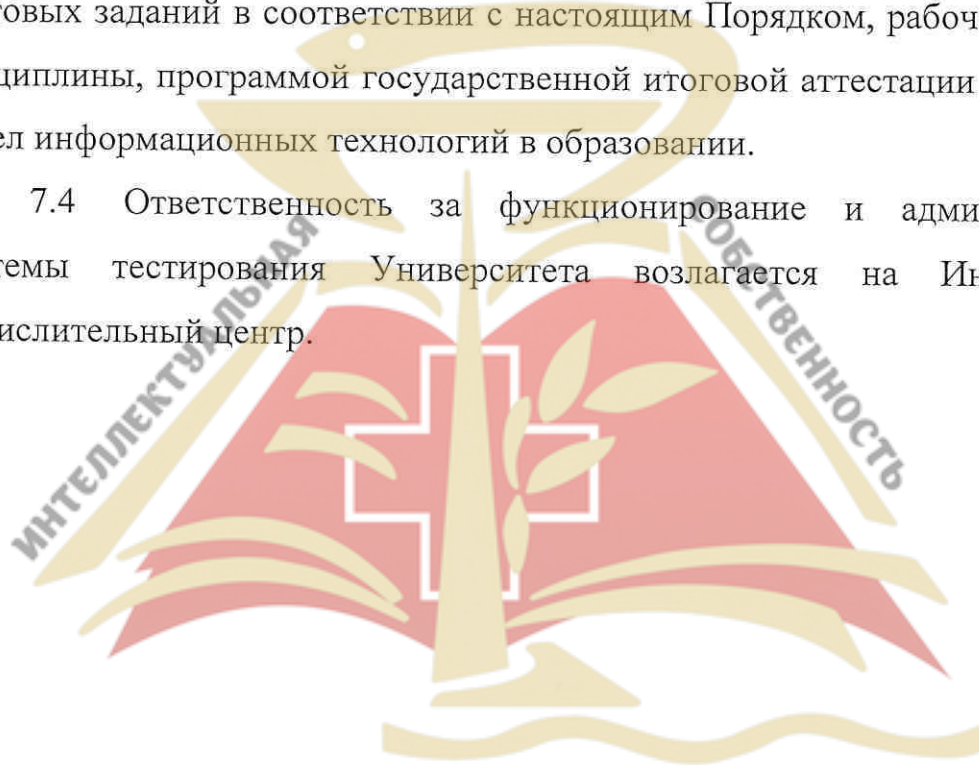 товых заданий в соответствии с настоящим Порядком, рабоч
циплины, программой государственной итоговой аттестации
ел информационных технологий в образовании.
7.4 Ответственность за функционирование и адми
темы тестирования Университета возлагается на Ин
ислительный центр.
ИНТЕЛЛЕКТУАЛЬНАЯ
СОБСТВЕННОСТЬ